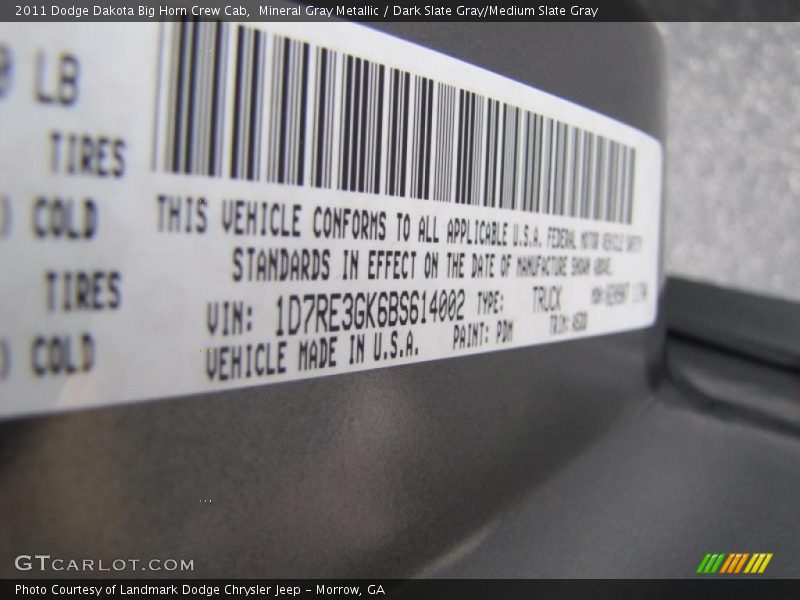 2011 Dodge Dakota Big Horn Crew Cab,  Mineral Gray Metallic / Dark Slate Gray/Medium Slate Gray
LB
TIRES
COLD
TIRES
COLD
THIS VEHICLE CONFORMS TO ALL APPLICABLE U.S.A. FEDERAL MOTOR VEHICLE SAFETY
STANDARDS IN EFFECT ON THE DATE OF MANUFACTURE SHOWN ABOVE.
VIN: 1D7RE3GK6BS614002 TYPE: TRUCK
VEHICLE MADE IN U.S.A. PAINT: PDM TRIM:
GTCARLOT.COM
Photo Courtesy of Landmark Dodge Chrysler Jeep – Morrow, GA